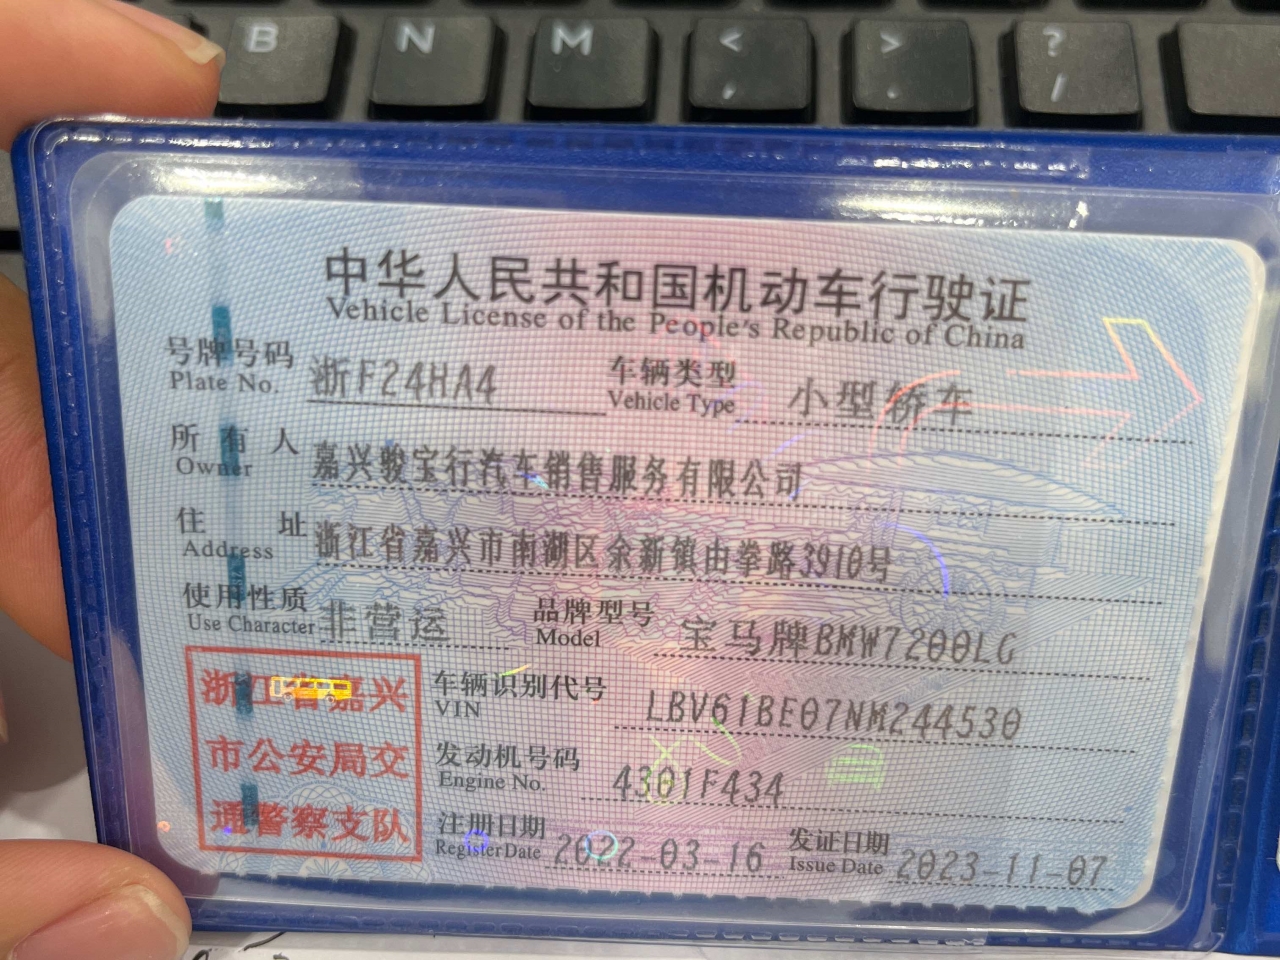 B N M < , > . ? /
中华人民共和国机动车行驶证
Vehicle License of the People's Republic of China
号牌号码 浙F24HA4 车辆类型 小型轿车
Plate No. Vehicle Type
所有人 嘉兴骏宝行汽车销售服务有限公司
Owner
住址 浙江省嘉兴市南湖区余新镇由拳路3910号
Address
使用性质 非营运 品牌型号 宝马牌BMW7200LG
Use Character Model
浙江省嘉兴
市公安局交
通警察支队
车辆识别代号 LBV61BE07NM244530
VIN
发动机号码 4301F434
Engine No.
注册日期 2022-03-16 发证日期 2023-11-07
Register Date Issue Date